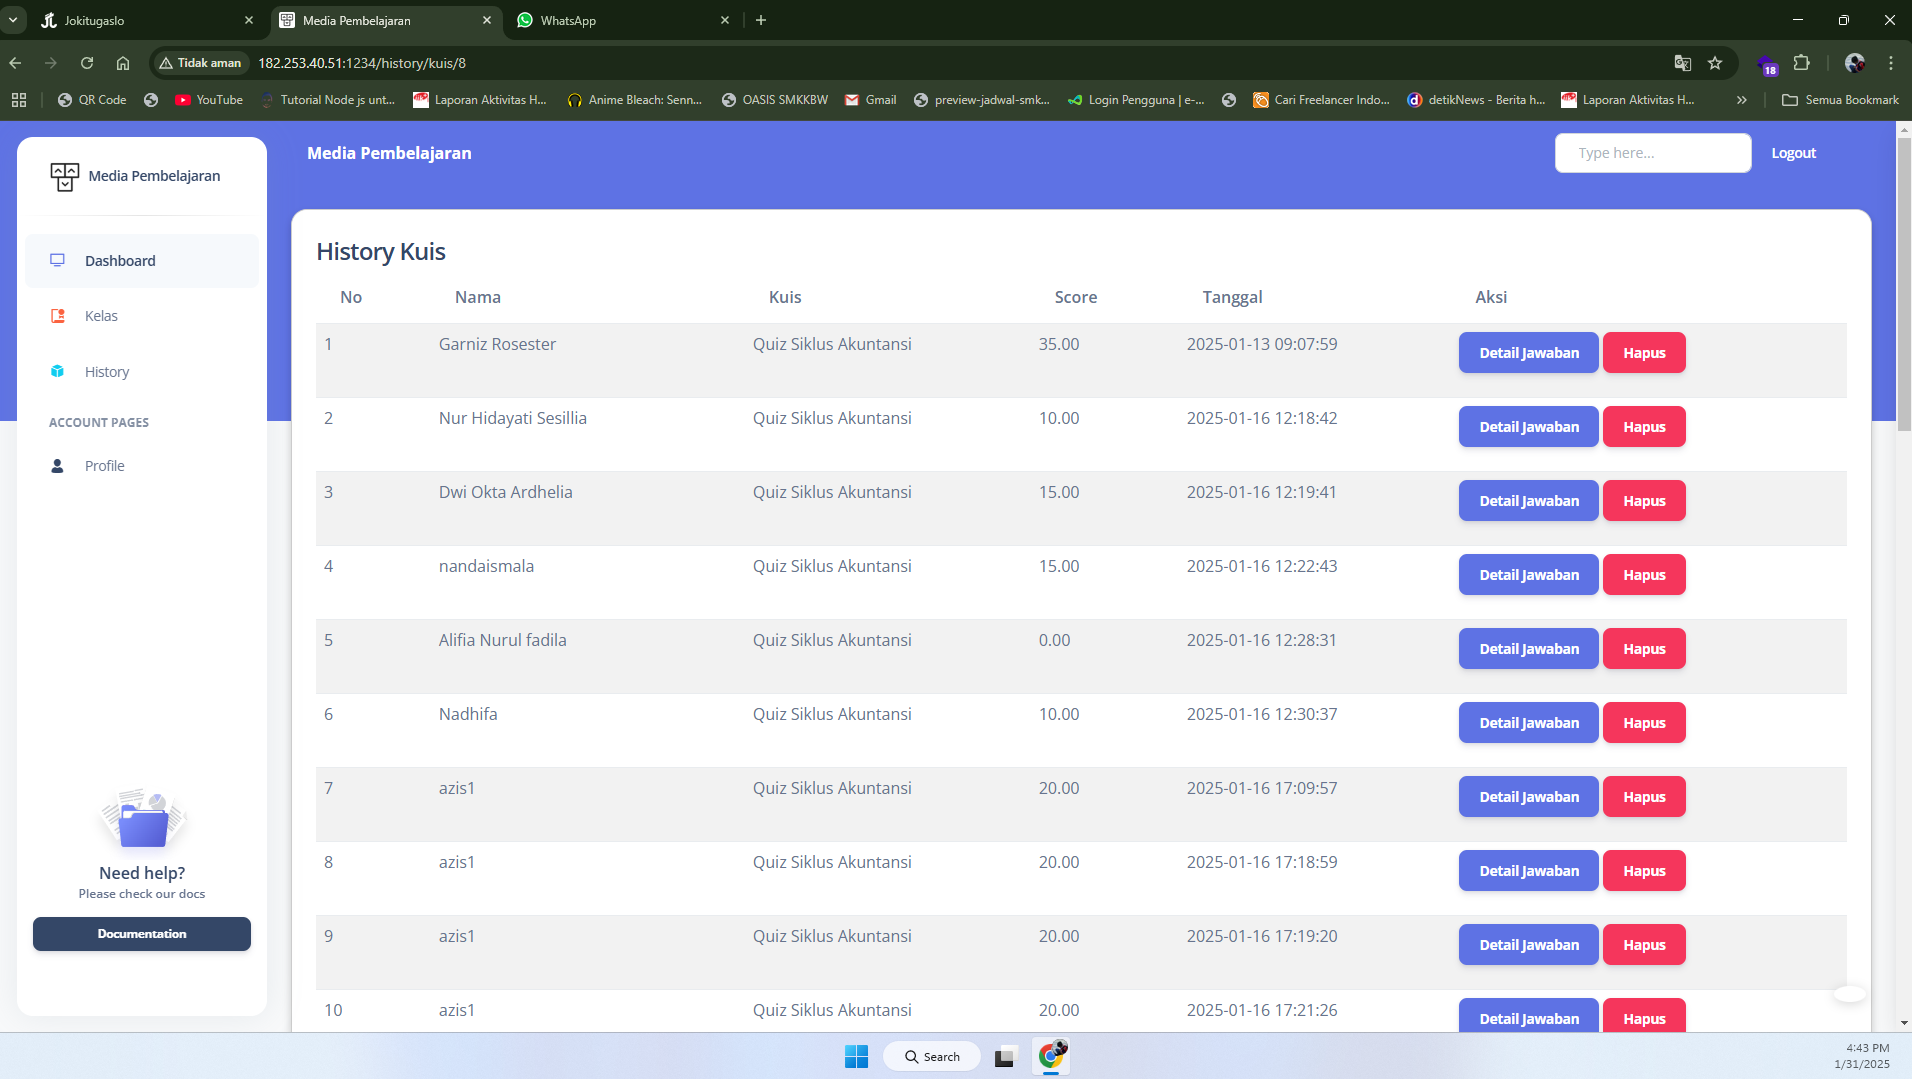 Jokitugaslo
Media Pembelajaran
WhatsApp
Tidak aman
182.253.40.51:1234/history/kuis/8
18
QR Code
YouTube
Tutorial Node js unt...
Laporan Aktivitas H...
Anime Bleach: Senn...
OASIS SMKKBW
Gmail
preview-jadwal-smk...
Login Pengguna | e-...
Cari Freelancer Indo...
detikNews - Berita h...
Laporan Aktivitas H...
Semua Bookmark
Media Pembelajaran
Dashboard
Kelas
History
ACCOUNT PAGES
Profile
Need help?
Please check our docs
Documentation
Media Pembelajaran
Type here...
Logout
History Kuis
No Nama Kuis Score Tanggal Aksi
1 Garniz Rosester Quiz Siklus Akuntansi 35.00 2025-01-13 09:07:59 Detail Jawaban Hapus
2 Nur Hidayati Sesillia Quiz Siklus Akuntansi 10.00 2025-01-16 12:18:42 Detail Jawaban Hapus
3 Dwi Okta Ardhelia Quiz Siklus Akuntansi 15.00 2025-01-16 12:19:41 Detail Jawaban Hapus
4 nandaismala Quiz Siklus Akuntansi 15.00 2025-01-16 12:22:43 Detail Jawaban Hapus
5 Alifia Nurul fadila Quiz Siklus Akuntansi 0.00 2025-01-16 12:28:31 Detail Jawaban Hapus
6 Nadhifa Quiz Siklus Akuntansi 10.00 2025-01-16 12:30:37 Detail Jawaban Hapus
7 azis1 Quiz Siklus Akuntansi 20.00 2025-01-16 17:09:57 Detail Jawaban Hapus
8 azis1 Quiz Siklus Akuntansi 20.00 2025-01-16 17:18:59 Detail Jawaban Hapus
9 azis1 Quiz Siklus Akuntansi 20.00 2025-01-16 17:19:20 Detail Jawaban Hapus
10 azis1 Quiz Siklus Akuntansi 20.00 2025-01-16 17:21:26 Detail Jawaban Hapus
Search
4:43 PM
1/31/2025